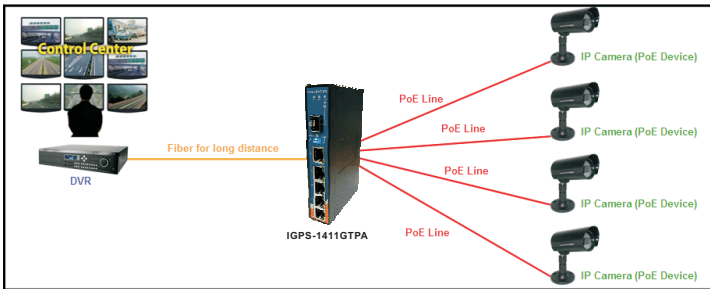 Control Center
IP Camera (PoE Device)
PoE Line
IP Camera (PoE Device)
PoE Line
Fiber for long distance
PoE Line
DVR
IP Camera (PoE Device)
PoE Line
IGPS-1411GTPA
IP Camera (PoE Device)